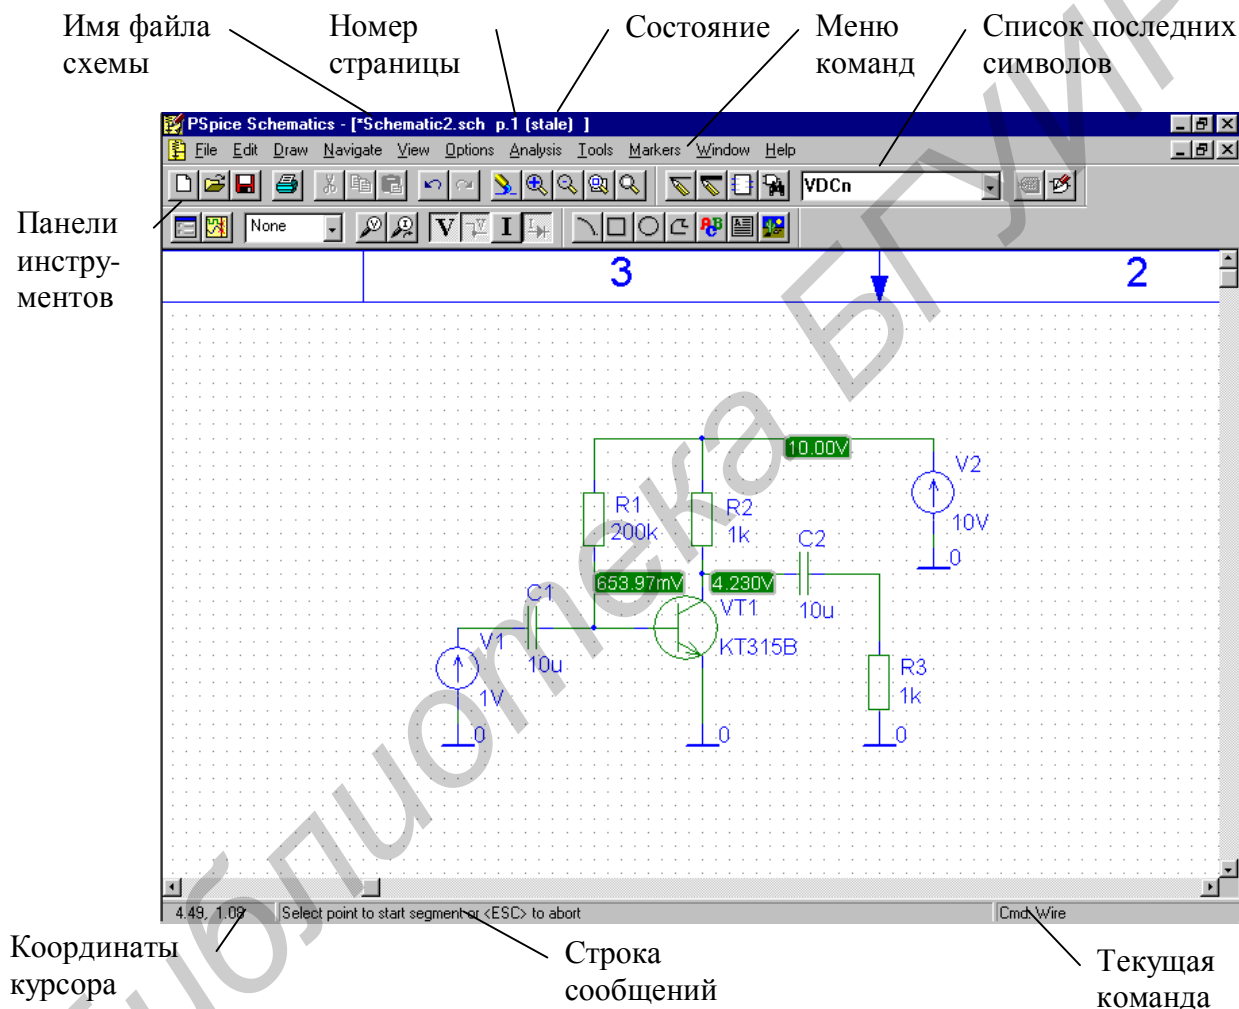 Имя файла
схемы
Номер
страницы
Состояние
Меню
команд
Список последних
символов
PSpice Schematics - [*Schematic2.sch p.1 (stale) ]
File Edit Draw Navigate View Options Analysis Tools Markers Window Help
VDCn
Панели
инстру-
ментов
None
V V I I
ABC
3
2
10.00V
V2
10V
0
R1
200k
R2
1k
C2
10u
653.97mV
4.230V
C1
10u
VT1
KT315B
V1
1V
0
0
R3
1k
0
4.49, 1.08
Select point to start segment or <ESC> to abort
Cmd: Wire
Координаты
курсора
Строка
сообщений
Текущая
команда
Библиотека БГУИР